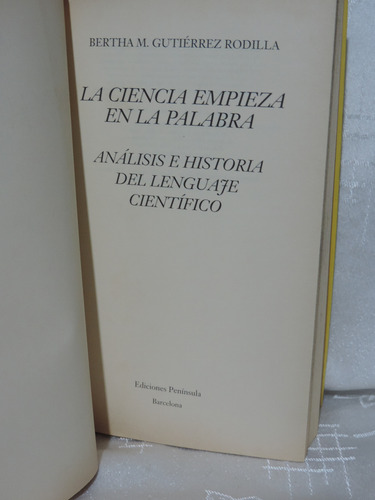 BERTHA M. GUTIÉRREZ RODILLA
LA CIENCIA EMPIEZA
EN LA PALABRA
ANÁLISIS E HISTORIA
DEL LENGUAJE
CIENTÍFICO
Ediciones Península
Barcelona